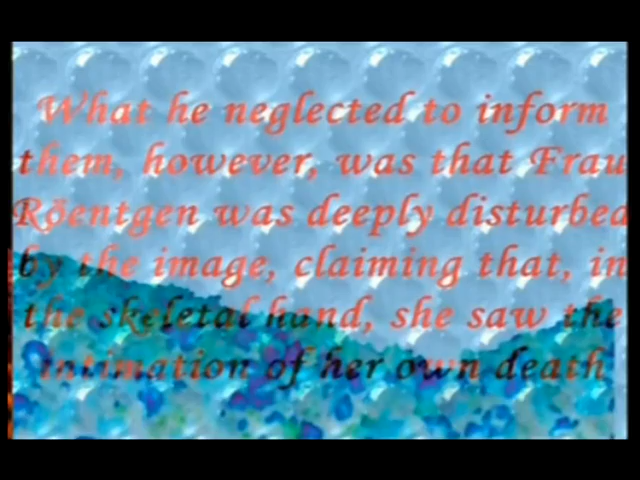 What he neglected to inform
them, however, was that Frau
Röentgen was deeply disturbed
by the image, claiming that, in
the skeletal hand, she saw the
intimation of her own death